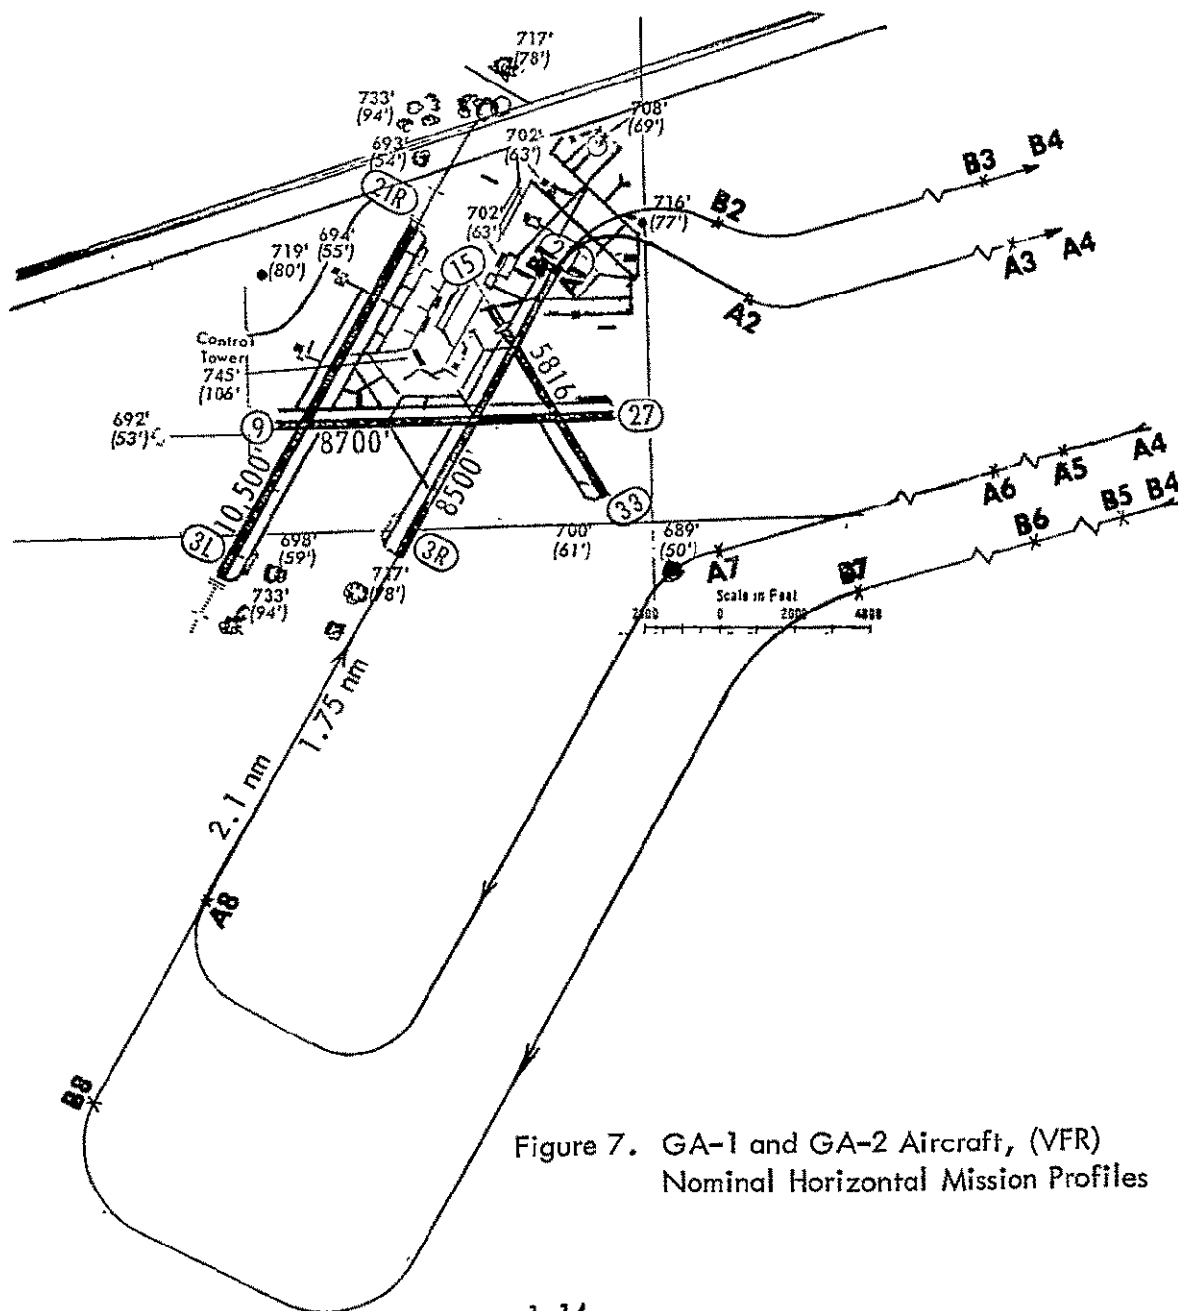 717'
(78')
733'
(94')
708'
(69')
702'
(63')
693'
(54')
21R
B3 B4
716'
(77')
B2
702'
(63')
694'
(55')
719'
(80')
15
A3 A4
A1
A2
Control
Tower
745'
(106'
5816'
692'
(53')
9
27
8700'
10,500'
8500'
33
A6 A5 A4
B6 B5 B4
3L
3R
700'
(61')
689'
(50')
A7
B7
698'
(59')
717'
(78')
733'
(94')
Scale in Feet
2000 0 2000 4000
1.75 nm
2.1 nm
A8
B8
Figure 7. GA-1 and GA-2 Aircraft, (VFR)
Nominal Horizontal Mission Profiles